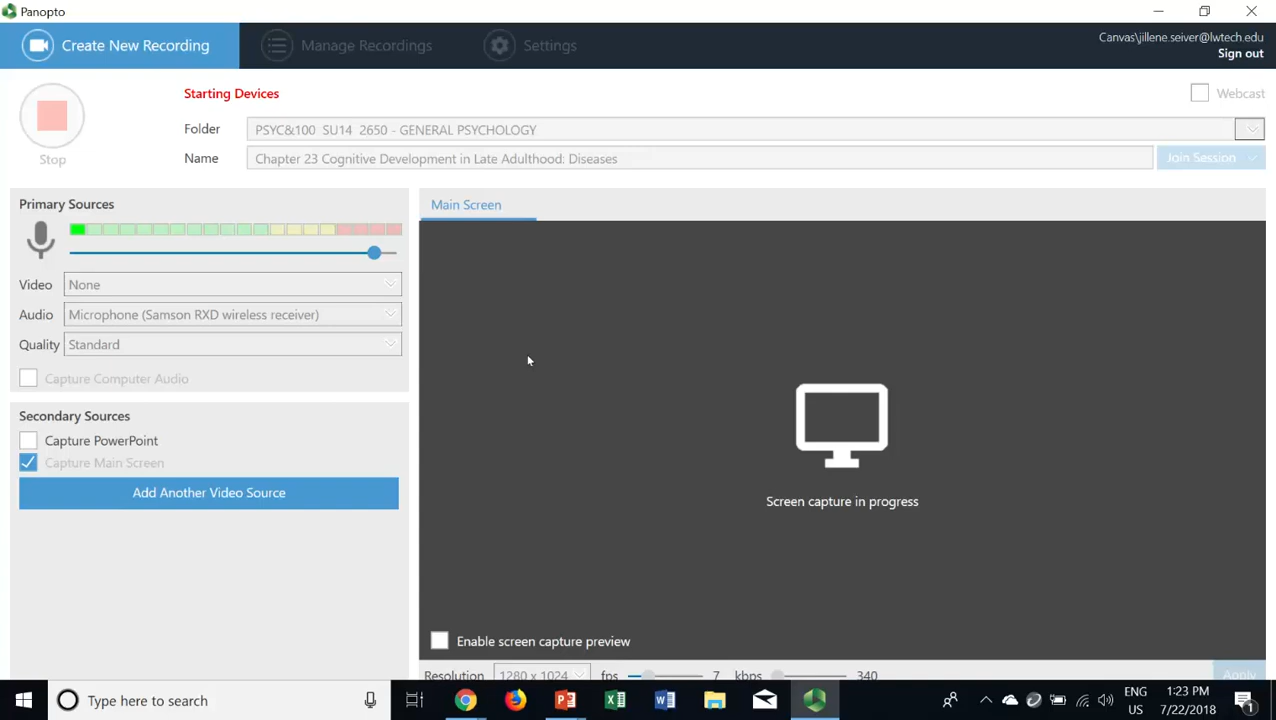 Panopto
Create New Recording
Manage Recordings
Settings
Canvas\jillene.seiver@lwtech.edu
Sign out
Stop
Starting Devices
Webcast
Folder
PSYC&100 SU14 2650 - GENERAL PSYCHOLOGY
Name
Chapter 23 Cognitive Development in Late Adulthood: Diseases
Join Session
Primary Sources
Video
None
Audio
Microphone (Samson RXD wireless receiver)
Quality
Standard
Capture Computer Audio
Secondary Sources
Capture PowerPoint
Capture Main Screen
Add Another Video Source
Main Screen
Screen capture in progress
Enable screen capture preview
Resolution
1280 x 1024
fps
7
kbps
340
Apply
Type here to search
ENG
US
1:23 PM
7/22/2018
1